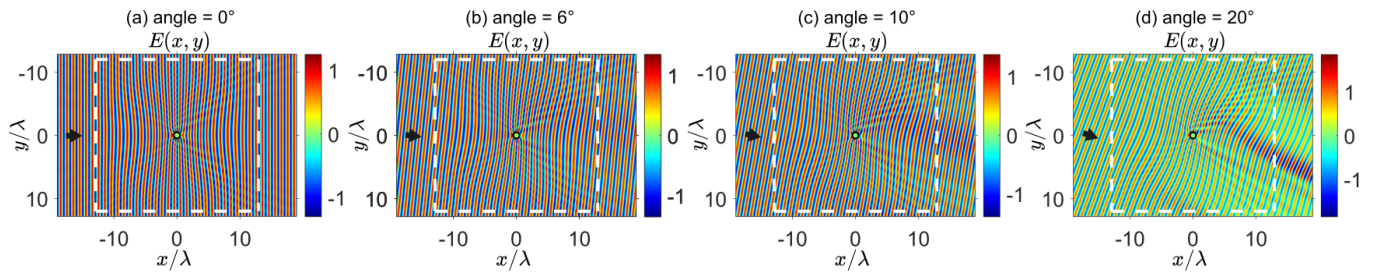 (a) angle = 0°
E(x, y)
-10
0
10
y/λ
-10 0 10
x/λ
1
0
-1
(b) angle = 6°
E(x, y)
-10
0
10
y/λ
-10 0 10
x/λ
1
0
-1
(c) angle = 10°
E(x, y)
-10
0
10
y/λ
-10 0 10
x/λ
1
0
-1
(d) angle = 20°
E(x, y)
-10
0
10
y/λ
-10 0 10
x/λ
1
0
-1